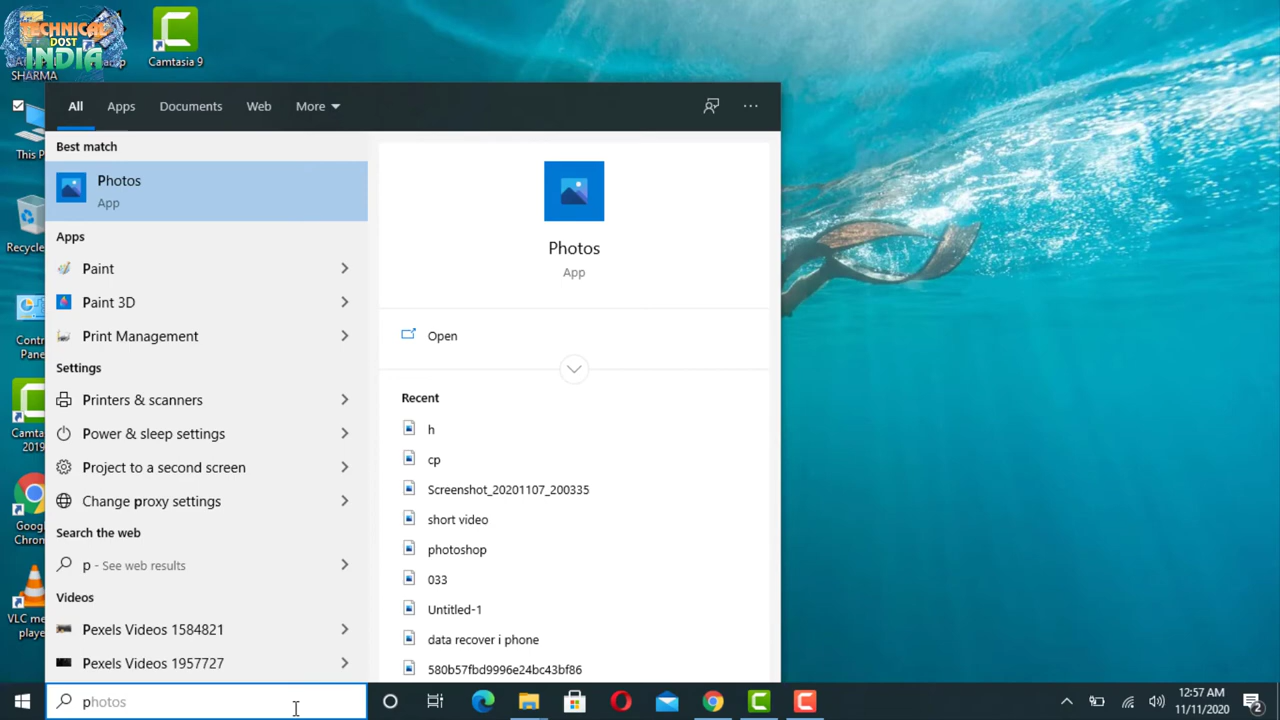 TECHNICAL
DOST
INDIA
SHARMA
Camtasia 9
This P
Recycle
Contr
Pane
Camta
2019
Goog
Chron
VLC me
playe
All
Apps
Documents
Web
More
Best match
Photos
App
Apps
Paint
Paint 3D
Print Management
Settings
Printers & scanners
Power & sleep settings
Project to a second screen
Change proxy settings
Search the web
p - See web results
Videos
Pexels Videos 1584821
Pexels Videos 1957727
Photos
App
Open
Recent
h
cp
Screenshot_20201107_200335
short video
photoshop
033
Untitled-1
data recover i phone
580b57fbd9996e24bc43bf86
photos
12:57 AM
11/11/2020
2